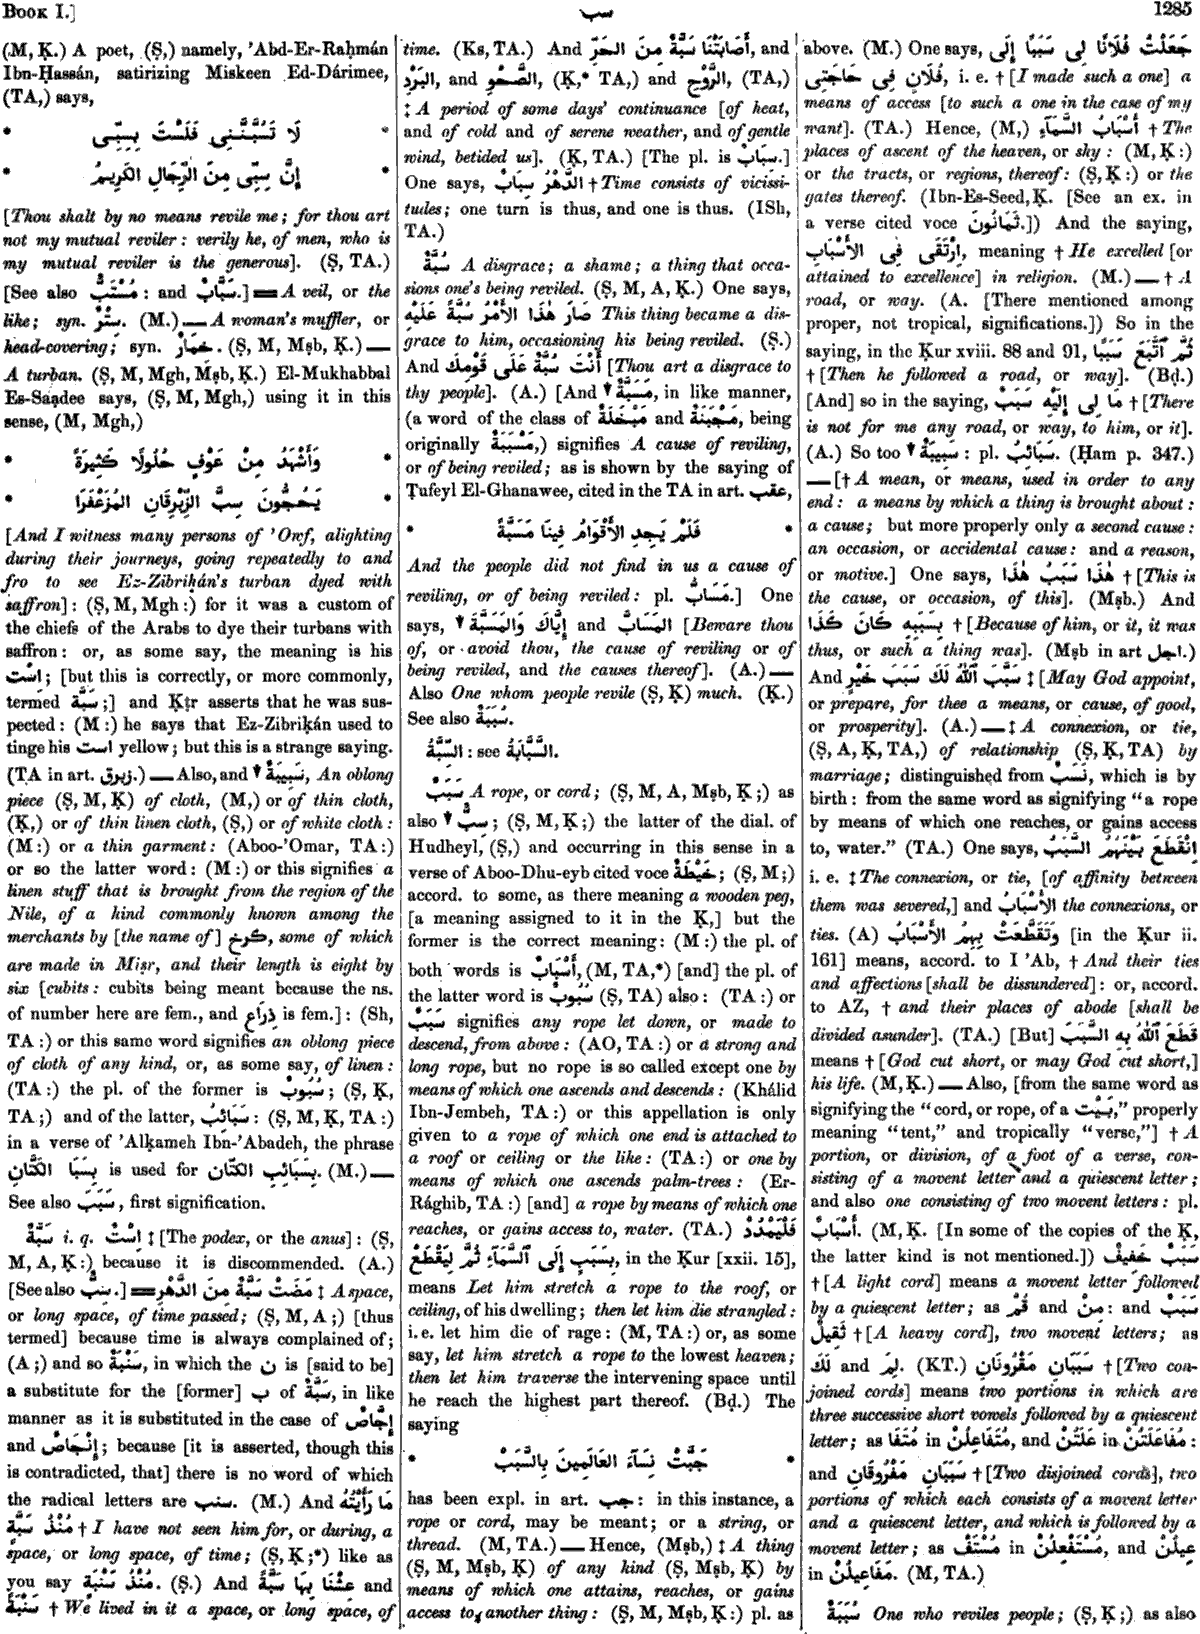 Book I.]
سب
1285
(M, Ḳ.) A poet, (Ṣ,) namely, ’Abd-Er-Raḥmán
Ibn-Ḥassán, satirizing Miskeen Ed-Dárimee,
(TA,) says,
* لَا تَسُبَّنَّنِى فَلَسْتَ بِسِبِّى *
* إِنَّ سِبِّى مِنَ الرِّجَالِ الكَرِيمُ *
[Thou shalt by no means revile me; for thou art
not my mutual reviler: verily he, of men, who is
my mutual reviler is the generous]. (Ṣ, TA.)
[See also مُسْتَبٌّ: and سَبَّابٌ.] ═ A veil, or the
like; syn. سِتْرٌ. (M.) — A woman's muffler, or
head-covering; syn. خِمَارٌ. (Ṣ, M, Mṣb, Ḳ.) —
A turban. (Ṣ, M, Mgh, Mṣb, Ḳ.) El-Mukhabbal
Es-Saạdee says, (Ṣ, M, Mgh,) using it in this
sense, (M, Mgh,)
* وَأَشْهَدُ مِنْ عَوْفٍ حُلُولًا كَثِيرَةً *
* يَحُجُّونَ سِبَّ الزِّبْرِقَانِ المُزَعْفَرَا *
[And I witness many persons of ’Owf, alighting
during their journeys, going repeatedly to and
fro to see Ez-Zibriḳán's turban dyed with
saffron]: (Ṣ, M, Mgh:) for it was a custom of
the chiefs of the Arabs to dye their turbans with
saffron: or, as some say, the meaning is his
اسْت; [but this is correctly, or more commonly,
termed سَبَّة;] and Ḳṭr asserts that he was sus-
pected: (M:) he says that Ez-Zibriḳán used to
tinge his است yellow; but this is a strange saying.
(TA in art. زبرق.) — Also, and ▼ سَبِيبَةٌ, An oblong
piece (Ṣ, M, Ḳ) of cloth, (M,) or of thin cloth,
(Ḳ,) or of thin linen cloth, (Ṣ,) or of white cloth:
(M:) or a thin garment: (Aboo-’Omar, TA:)
or so the latter word: (M:) or this signifies a
linen stuff that is brought from the region of the
Nile, of a kind commonly known among the
merchants by [the name of] كرخ, some of which
are made in Miṣr, and their length is eight by
six [cubits: cubits being meant because the ns.
of number here are fem., and ذِرَاع is fem.]: (Sh,
TA:) or this same word signifies an oblong piece
of cloth of any kind, or, as some say, of linen:
(TA:) the pl. of the former is سُبُوبٌ; (Ṣ, Ḳ,
TA;) and of the latter, سَبَائِبُ: (Ṣ, M, Ḳ, TA:)
in a verse of ’Alḳameh Ibn-’Abadeh, the phrase
بِسَبَا الكَتَّانِ is used for بِسَبَائِبِ الكَتَّان. (M.) —
See also سَبَبٌ, first signification.
سَبَّةٌ i. q. اِسْتٌ ‡ [The podex, or the anus]: (Ṣ,
M, A, Ḳ:) because it is discommended. (A.)
[See also سِبٌّ.] ═ مَضَتْ سَبَّةٌ مِنَ الدَّهْرِ ‡ A space,
or long space, of time passed; (Ṣ, M, A;) [thus
termed] because time is always complained of;
(A;) and so سَنْبَةٌ, in which the ن is [said to be]
a substitute for the [former] ب of سَبَّةٌ, in like
manner as it is substituted in the case of إِجَّاصٌ
and إِنْجَاصٌ; because [it is asserted, though this
is contradicted, that] there is no word of which
the radical letters are سنب. (M.) And مَا رَأَيْتُهُ
مُنْذُ سَبَّةٍ † I have not seen him for, or during, a
space, or long space, of time; (Ṣ, Ḳ;*) like as
you say مُنْذُ سَنْبَةٍ. (Ṣ.) And عِشْنَا بِهَا سَبَّةً and
سَنْبَةً † We lived in it a space, or long space, of
time. (Ks, TA.) And أَصَابَتْنَا سَبَّةٌ مِنَ الحَرِّ, and
البَرْدِ, and الصَّحْوِ, (Ḳ,* TA,) and الرَّوْحِ, (TA,)
‡ A period of some days' continuance [of heat,
and of cold and of serene weather, and of gentle
wind, betided us]. (Ḳ, TA.) [The pl. is سِبَابٌ.]
One says, الدَّهْرُ سِبَابٌ † Time consists of vicissi-
tudes; one turn is thus, and one is thus. (ISh,
TA.)
سُبَّةٌ A disgrace; a shame; a thing that occa-
sions one's being reviled. (Ṣ, M, A, Ḳ.) One says,
صَارَ هٰذَا الأَمْرُ سُبَّةً عَلَيْهِ This thing became a dis-
grace to him, occasioning his being reviled. (Ṣ.)
And أَنْتَ سُبَّةٌ عَلَى قَوْمِكَ [Thou art a disgrace to
thy people]. (A.) [And ▼ مَسَبَّةٌ, in like manner,
(a word of the class of مَبْخَلَةٌ and مَجْبَنَةٌ, being
originally مَسْبَبَةٌ,) signifies A cause of reviling,
or of being reviled; as is shown by the saying of
Ṭufeyl El-Ghanawee, cited in the TA in art. عقب,
* فَلَمْ يَجِدِ الأَقْوَامُ فِينَا مَسَبَّةً *
And the people did not find in us a cause of
reviling, or of being reviled: pl. مَسَابُّ.] One
says, ▼ إِيَّاكَ وَالمَسَبَّةَ and المَسَابَّ [Beware thou
of, or avoid thou, the cause of reviling or of
being reviled, and the causes thereof]. (A.) —
Also One whom people revile (Ṣ, Ḳ) much. (Ḳ.)
See also سُبَبَةٌ.
السِّبَّةُ: see السَّبَّابَةُ.
سَبَبٌ A rope, or cord; (Ṣ, M, A, Mṣb, Ḳ;) as
also ▼ سِبٌّ; (Ṣ, M, Ḳ;) the latter of the dial. of
Hudheyl, (Ṣ,) and occurring in this sense in a
verse of Aboo-Dhu-eyb cited voce خَيْطَةٌ; (Ṣ, M;)
accord. to some, as there meaning a wooden peg,
[a meaning assigned to it in the Ḳ,] but the
former is the correct meaning: (M:) the pl. of
both words is أَسْبَابٌ, (M, TA,*) [and] the pl. of
the latter word is سُبُوبٌ (Ṣ, TA) also: (TA:) or
سَبَبٌ signifies any rope let down, or made to
descend, from above: (AO, TA:) or a strong and
long rope, but no rope is so called except one by
means of which one ascends and descends: (Khálid
Ibn-Jembeh, TA:) or this appellation is only
given to a rope of which one end is attached to
a roof or ceiling or the like: (TA:) or one by
means of which one ascends palm-trees: (Er-
Rághib, TA:) [and] a rope by means of which one
reaches, or gains access to, water. (TA.) فَلْيَمْدُدْ
بِسَبَبٍ إِلَى السَّمَآءِ ثُمَّ لِيَقْطَعْ, in the Ḳur [xxii. 15],
means Let him stretch a rope to the roof, or
ceiling, of his dwelling; then let him die strangled:
i. e. let him die of rage: (M, TA:) or, as some
say, let him stretch a rope to the lowest heaven;
then let him traverse the intervening space until
he reach the highest part thereof. (Bḍ.) The
saying
* جَبَّتْ نِسَآءَ العَالَمِينَ بِالسَّبَبْ *
has been expl. in art. جب: in this instance, a
rope or cord, may be meant; or a string, or
thread. (M, TA.) — Hence, (Mṣb,) ‡ A thing
(Ṣ, M, Mṣb, Ḳ) of any kind (Ṣ, Mṣb, Ḳ) by
means of which one attains, reaches, or gains
access to, another thing: (Ṣ, M, Mṣb, Ḳ:) pl. as
above. (M.) One says, جَعَلْتُ فُلَانًا لِى سَبَبًا إِلَى
فُلَانٍ فِى حَاجَتِى, i. e. † [I made such a one] a
means of access [to such a one in the case of my
want]. (TA.) Hence, (M,) أَسْبَابُ السَّمَآءِ † The
places of ascent of the heaven, or sky: (M, Ḳ:)
or the tracts, or regions, thereof: (Ṣ, Ḳ:) or the
gates thereof. (Ibn-Es-Seed, Ḳ. [See an ex. in
a verse cited voce ثَمَانُونَ.]) And the saying,
اِرْتَقَى فِى الأَسْبَابِ, meaning † He excelled [or
attained to excellence] in religion. (M.) — † A
road, or way. (A. [There mentioned among
proper, not tropical, significations.]) So in the
saying, in the Ḳur xviii. 88 and 91, ثُمَّ ٱتَّبَعَ سَبَبًا
† [Then he followed a road, or way]. (Bḍ.)
[And] so in the saying, مَا لِى إِلَيْهِ سَبَبٌ † [There
is not for me any road, or way, to him, or it].
(A.) So too ▼ سَبِيبَةٌ: pl. سَبَائِبُ. (Ḥam p. 347.)
— [† A mean, or means, used in order to any
end: a means by which a thing is brought about:
a cause; but more properly only a second cause:
an occasion, or accidental cause: and a reason,
or motive.] One says, هٰذَا سَبَبُ هٰذَا † [This is
the cause, or occasion, of this]. (Mṣb.) And
بِسَبَبِهِ كَانَ كَذَا † [Because of him, or it, it was
thus, or such a thing was]. (Mṣb in art اجل.)
And سَبَّبَ ٱللّٰهُ لَكَ سَبَبَ خَيْرٍ ‡ [May God appoint,
or prepare, for thee a means, or cause, of good,
or prosperity]. (A.) — ‡ A connexion, or tie,
(Ṣ, A, Ḳ, TA,) of relationship (Ṣ, Ḳ, TA) by
marriage; distinguished from نَسَبٌ, which is by
birth: from the same word as signifying “a rope
by means of which one reaches, or gains access
to, water.” (TA.) One says, اِنْقَطَعَ بَيْنَهُمُ السَّبَبُ
i. e. ‡ The connexion, or tie, [of affinity between
them was severed,] and الأَسْبَابُ the connexions, or
ties. (A) وَتَقَطَّعَتْ بِهِمُ الأَسْبَابُ [in the Ḳur ii.
161] means, accord. to I ’Ab, † And their ties
and affections [shall be dissundered]: or, accord.
to AZ, † and their places of abode [shall be
divided asunder]. (TA.) [But] قَطَعَ ٱللّٰهُ بِهِ السَّبَبَ
means † [God cut short, or may God cut short,]
his life. (M, Ḳ.) — Also, [from the same word as
signifying the “cord, or rope, of a بَيْت,” properly
meaning “tent,” and tropically “verse,”] † A
portion, or division, of a foot of a verse, con-
sisting of a movent letter and a quiescent letter;
and also one consisting of two movent letters: pl.
أَسْبَابٌ. (M, Ḳ. [In some of the copies of the Ḳ,
the latter kind is not mentioned.]) سَبَبٌ خَفِيفٌ
† [A light cord] means a movent letter followed
by a quiescent letter; as قُمْ and مِنْ: and سَبَبٌ
ثَقِيلٌ † [A heavy cord], two movent letters; as
لَكَ and لِمَ. (KT.) سَبَبَانِ مَقْرُونَانِ † [Two con-
joined cords] means two portions in which are
three successive short vowels followed by a quiescent
letter; as مُتَفَا in مُتَفَاعِلُنْ, and عَلَتُنْ in مُفَاعَلَتُنْ:
and سَبَبَانِ مَفْرُوقَانِ † [Two disjoined cords], two
portions of which each consists of a movent letter
and a quiescent letter, and which is followed by a
movent letter; as مُسْتَفْ in مُسْتَفْعِلُنْ, and عِيلُنْ
in مَفَاعِيلُنْ. (M, TA.)
سُبَبَةٌ One who reviles people; (Ṣ, Ḳ;) as also